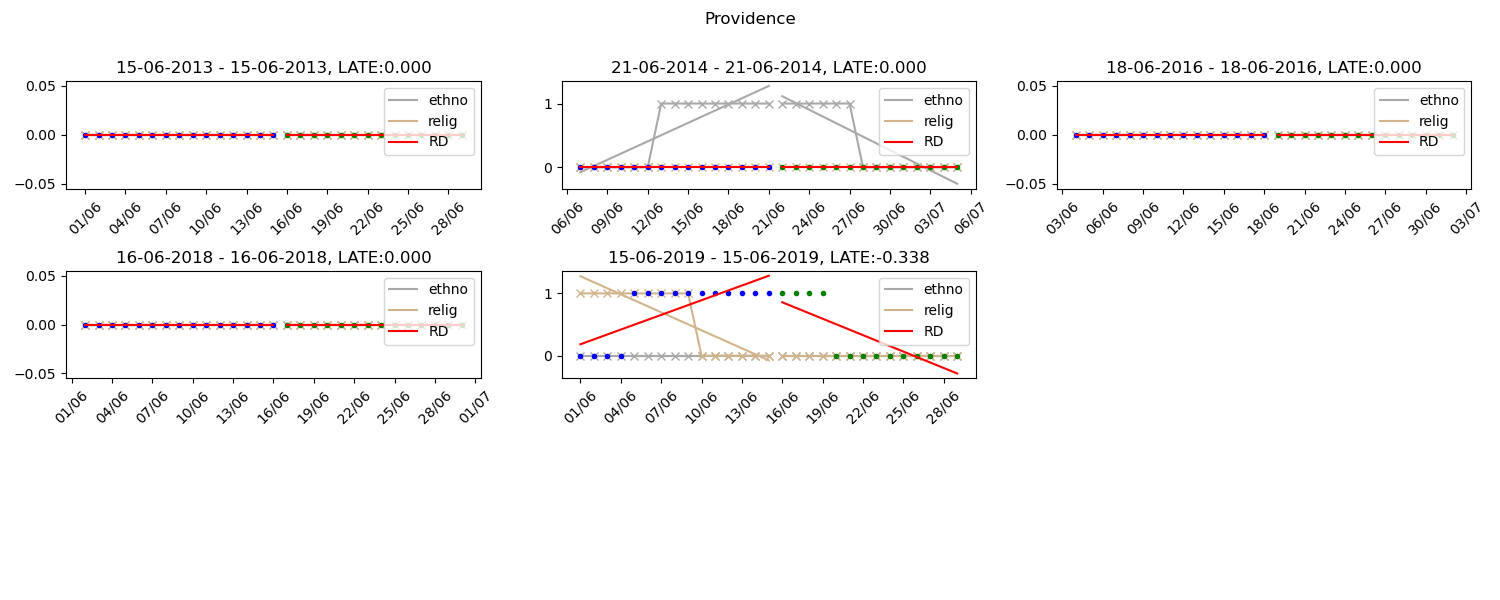 Providence
15-06-2013 - 15-06-2013, LATE:0.000
0.05
0.00
−0.05
ethno
relig
RD
01/06 04/06 07/06 10/06 13/06 16/06 19/06 22/06 25/06 28/06
21-06-2014 - 21-06-2014, LATE:0.000
1
0
ethno
relig
RD
06/06 09/06 12/06 15/06 18/06 21/06 24/06 27/06 30/06 03/07 06/07
18-06-2016 - 18-06-2016, LATE:0.000
0.05
0.00
−0.05
ethno
relig
RD
03/06 06/06 09/06 12/06 15/06 18/06 21/06 24/06 27/06 30/06 03/07
16-06-2018 - 16-06-2018, LATE:0.000
0.05
0.00
−0.05
ethno
relig
RD
01/06 04/06 07/06 10/06 13/06 16/06 19/06 22/06 25/06 28/06 01/07
15-06-2019 - 15-06-2019, LATE:-0.338
1
0
ethno
relig
RD
01/06 04/06 07/06 10/06 13/06 16/06 19/06 22/06 25/06 28/06